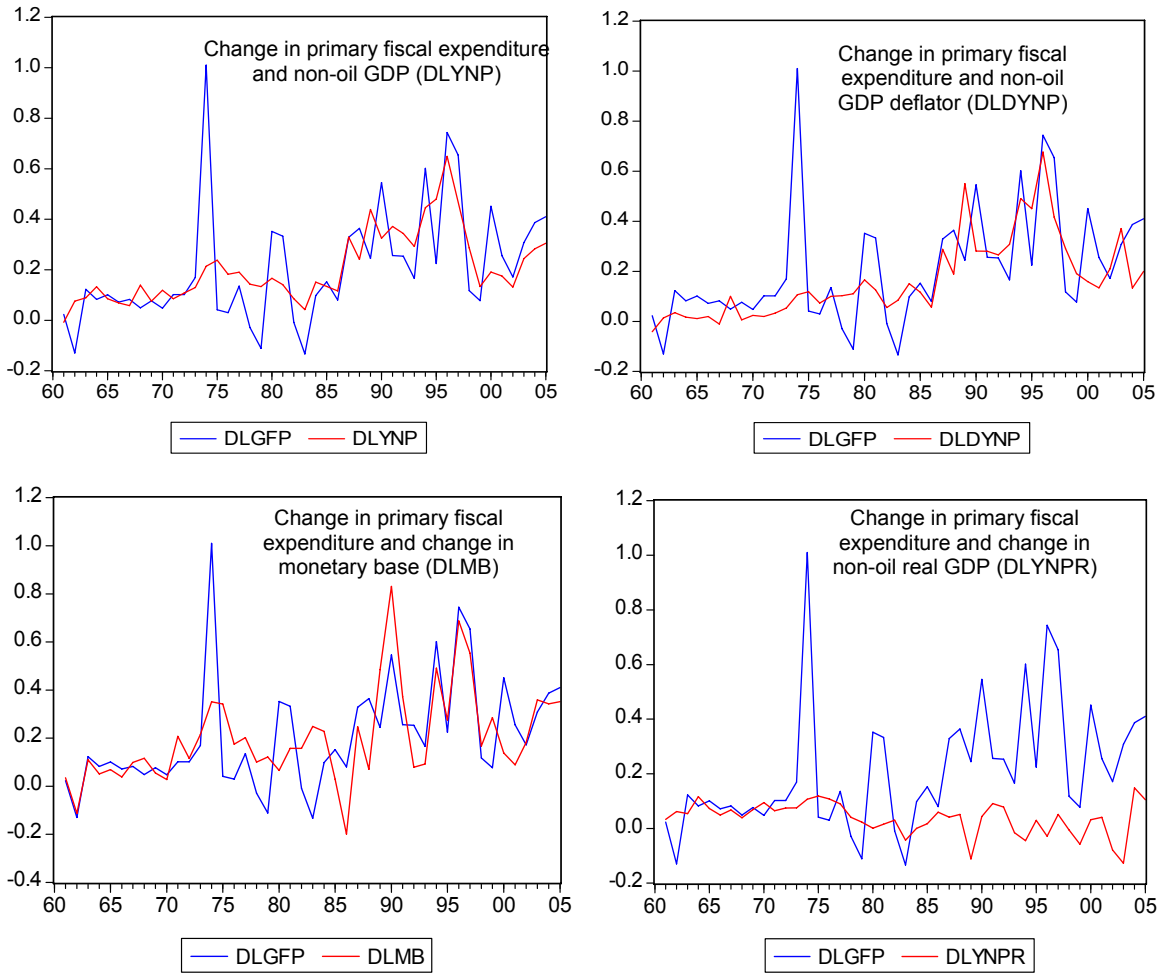 Change in primary fiscal expenditure
and non-oil GDP (DLYNP)
1.2
1.0
0.8
0.6
0.4
0.2
0.0
-0.2
60 65 70 75 80 85 90 95 00 05
DLGFP DLYNP
Change in primary fiscal
expenditure and non-oil
GDP deflator (DLDYNP)
1.2
1.0
0.8
0.6
0.4
0.2
0.0
-0.2
60 65 70 75 80 85 90 95 00 05
DLGFP DLDYNP
Change in primary fiscal
expenditure and change in
monetary base (DLMB)
1.2
1.0
0.8
0.6
0.4
0.2
0.0
-0.2
-0.4
60 65 70 75 80 85 90 95 00 05
DLGFP DLMB
Change in primary fiscal
expenditure and change in
non-oil real GDP (DLYNPR)
1.2
1.0
0.8
0.6
0.4
0.2
0.0
-0.2
60 65 70 75 80 85 90 95 00 05
DLGFP DLYNPR